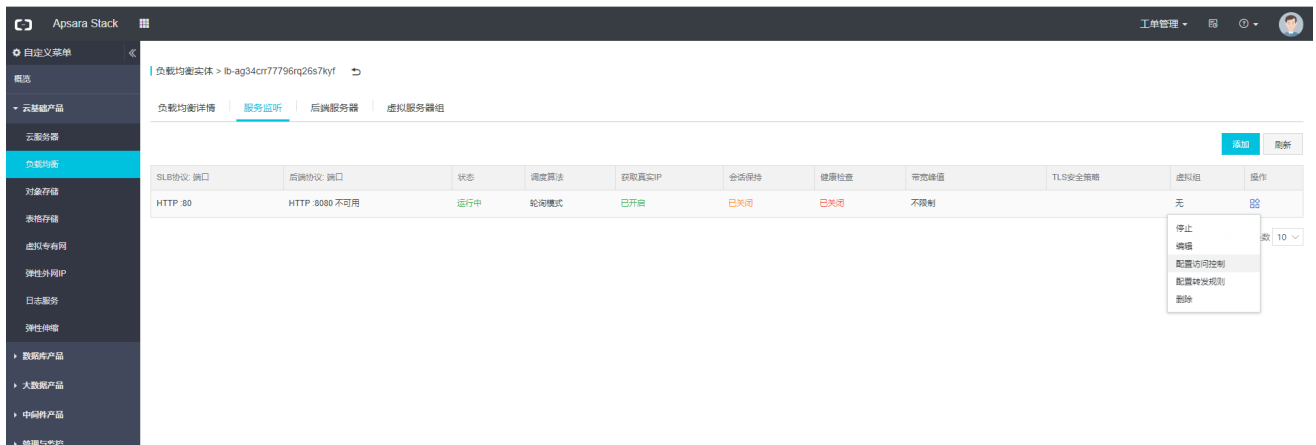 Apsara Stack 工单管理
自定义菜单
概览
云基础产品
云服务器
负载均衡
对象存储
表格存储
虚拟专有网
弹性外网IP
日志服务
弹性伸缩
数据库产品
大数据产品
中间件产品
管理与监控
负载均衡实体 > lb-ag34crr77796rq26s7kyf
负载均衡详情 服务监听 后端服务器 虚拟服务器组
添加 刷新
SLB协议: 端口 后端协议: 端口 状态 调度算法 获取真实IP 会话保持 健康检查 带宽峰值 TLS安全策略 虚拟组 操作
HTTP :80 HTTP :8080 不可用 运行中 轮询模式 已开启 已关闭 已关闭 不限制 无
停止
编辑
配置访问控制
配置转发规则
删除
数 10